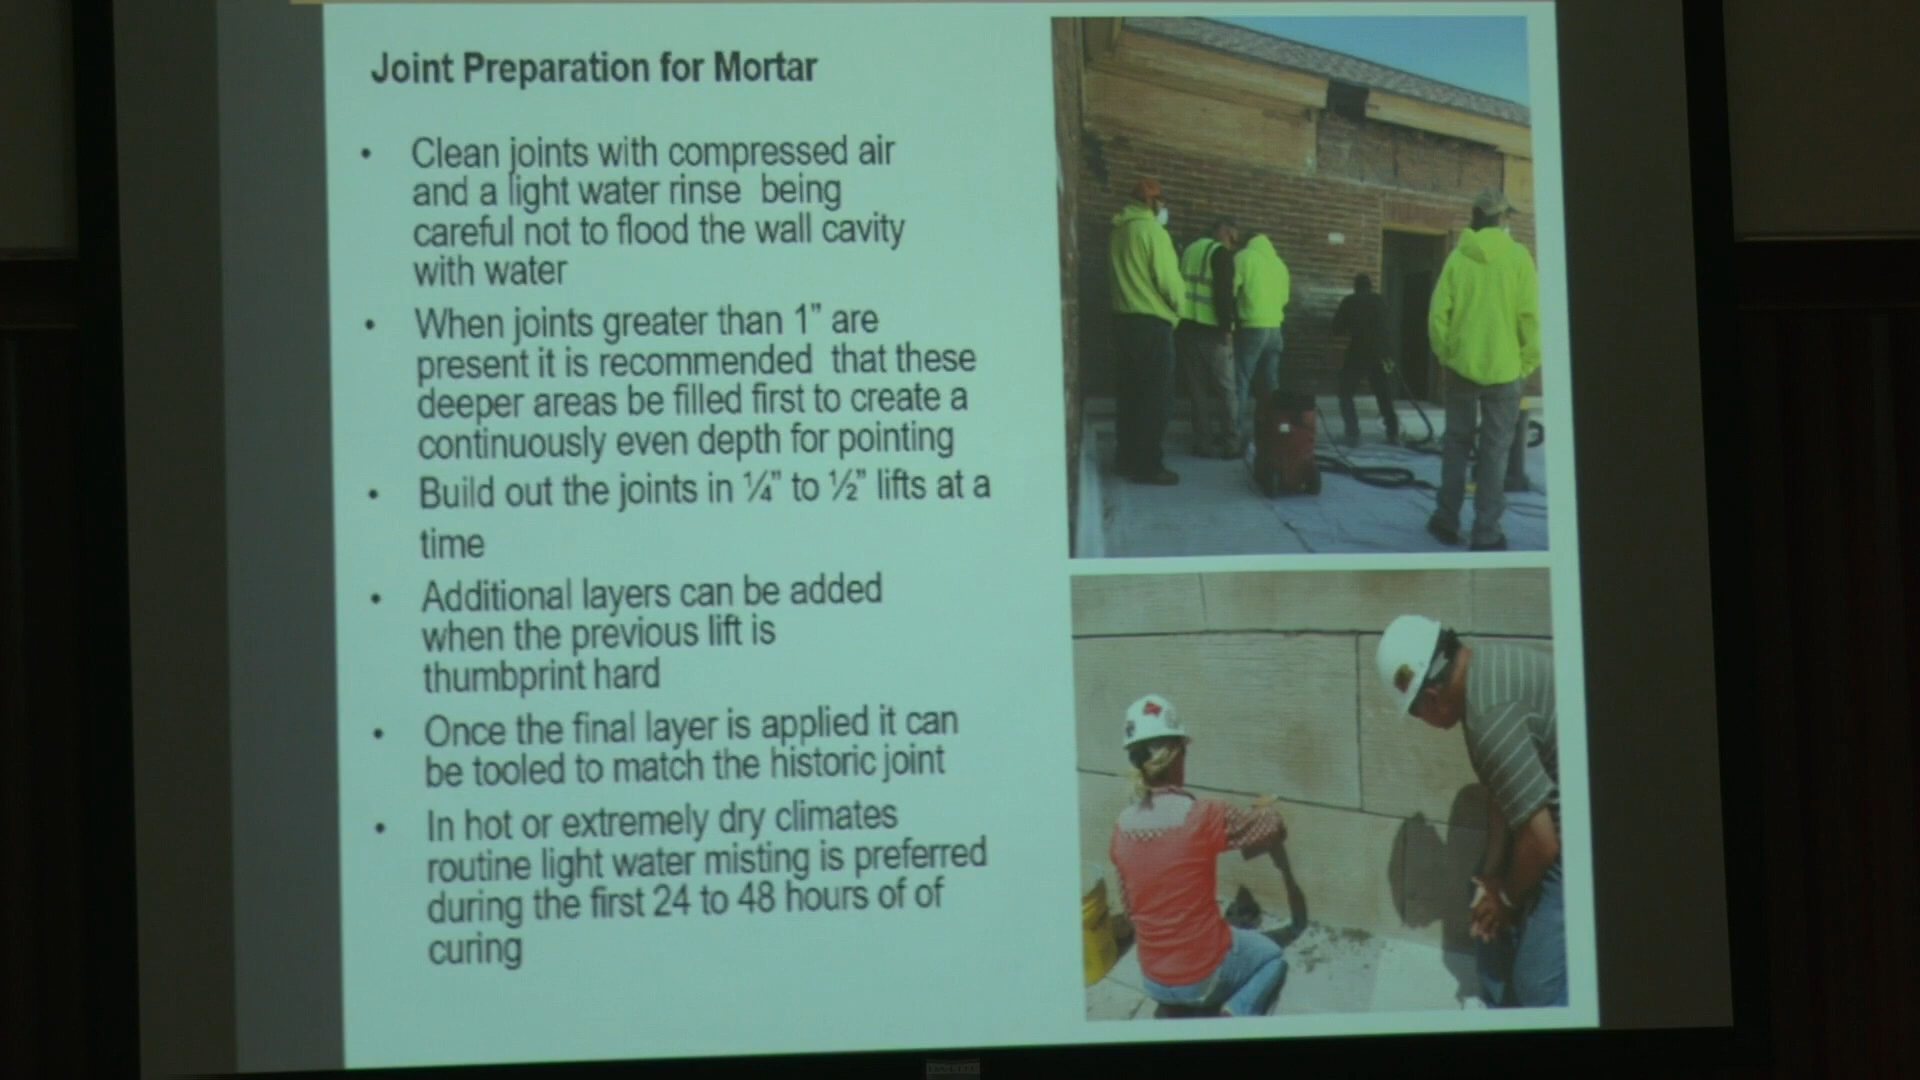 Joint Preparation for Mortar
• Clean joints with compressed air
and a light water rinse being
careful not to flood the wall cavity
with water
• When joints greater than 1” are
present it is recommended that these
deeper areas be filled first to create a
continuously even depth for pointing
• Build out the joints in ¼” to ½” lifts at a
time
• Additional layers can be added
when the previous lift is
thumbprint hard
• Once the final layer is applied it can
be tooled to match the historic joint
• In hot or extremely dry climates
routine light water misting is preferred
during the first 24 to 48 hours of of
curing